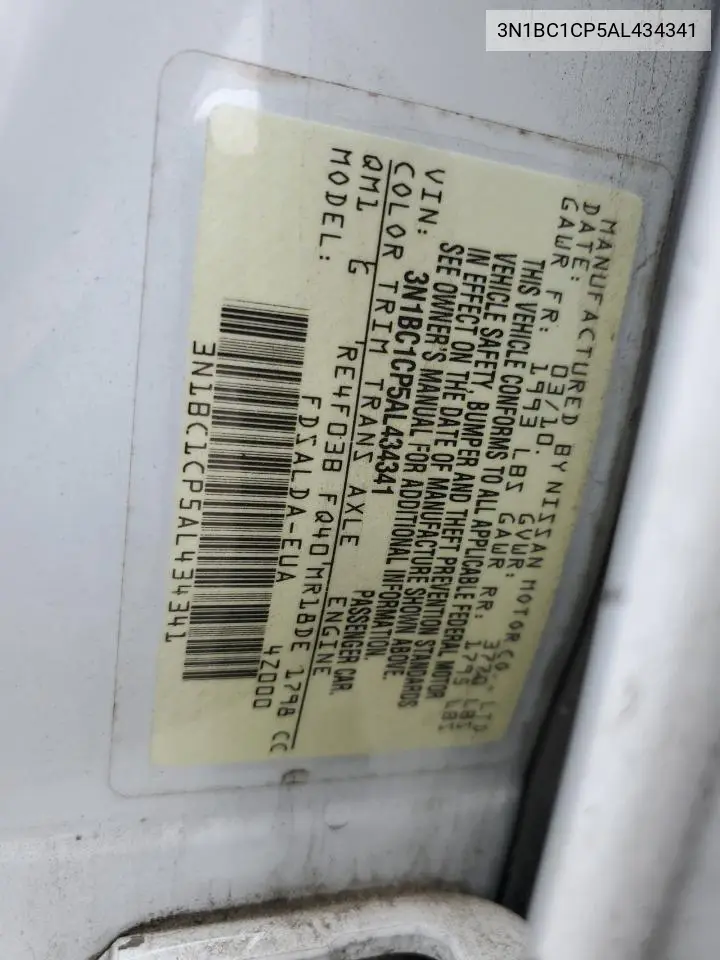 3N1BC1CP5AL434341
MANUFACTURED BY NISSAN MOTOR CO., LTD.
DATE: 03/10. GVWR: LBS
GAWR FR: 1993 LBS GAWR RR: 1795 LBS
THIS VEHICLE CONFORMS TO ALL APPLICABLE FEDERAL MOTOR
VEHICLE SAFETY, BUMPER AND THEFT PREVENTION STANDARDS
IN EFFECT ON THE DATE OF MANUFACTURE SHOWN ABOVE.
SEE OWNER'S MANUAL FOR ADDITIONAL INFORMATION.
VIN: 3N1BC1CP5AL434341 PASSENGER CAR.
COLOR TRIM TRANS AXLE ENGINE
QM1 G RE4F03B FQ40 MR18DE 1798 CC
MODEL: FDSALDA-EUA 4Z000
3N1BC1CP5AL434341